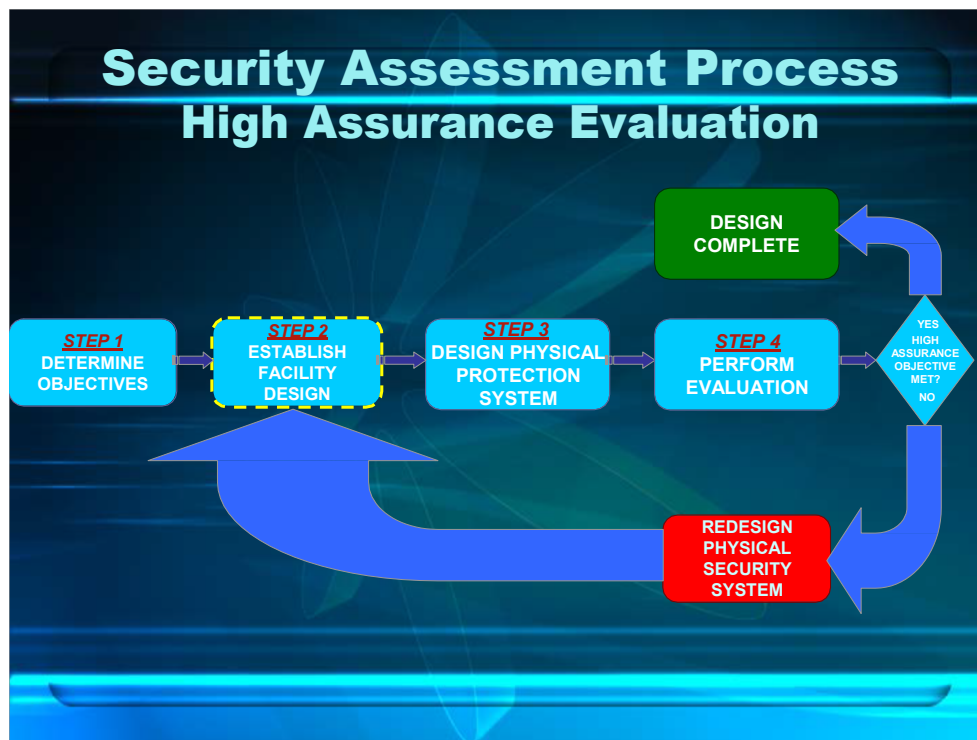 Security Assessment Process
High Assurance Evaluation
DESIGN
COMPLETE
STEP 1
DETERMINE
OBJECTIVES
STEP 2
ESTABLISH
FACILITY
DESIGN
STEP 3
DESIGN PHYSICAL
PROTECTION
SYSTEM
STEP 4
PERFORM
EVALUATION
YES
HIGH
ASSURANCE
OBJECTIVE
MET?
NO
REDESIGN
PHYSICAL
SECURITY
SYSTEM